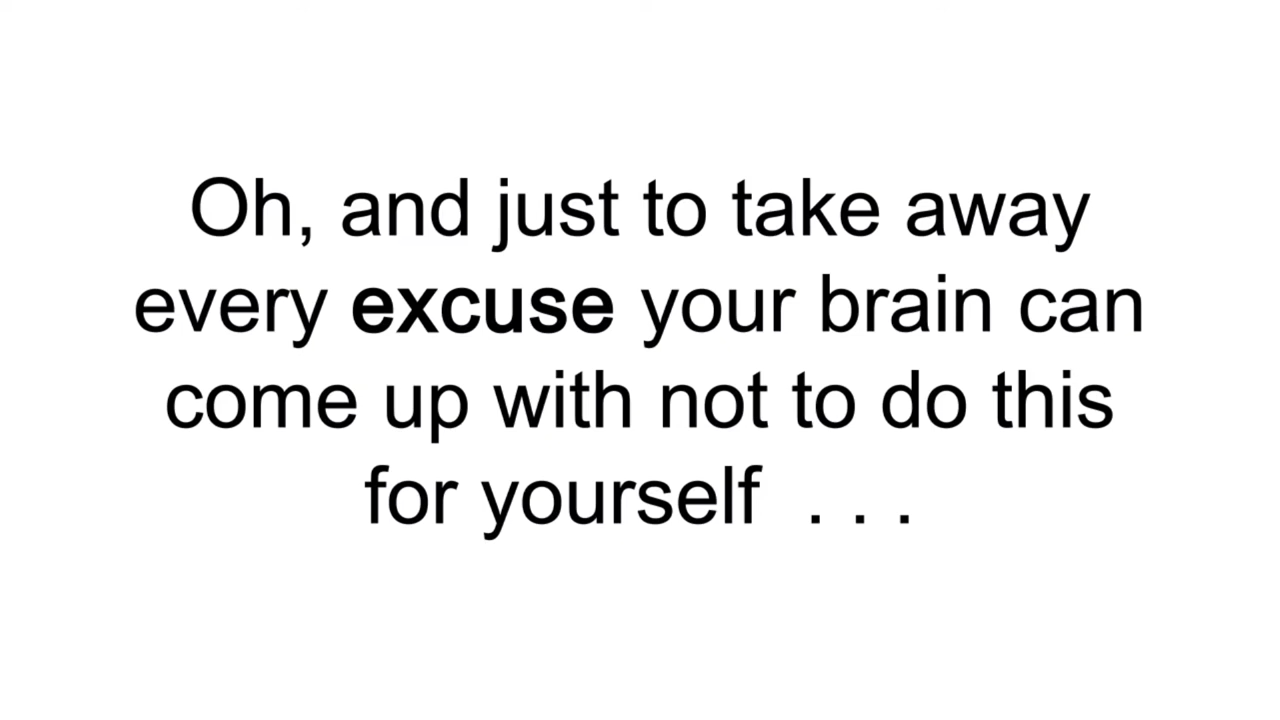 Oh, and just to take away
every excuse your brain can
come up with not to do this
for yourself . . .